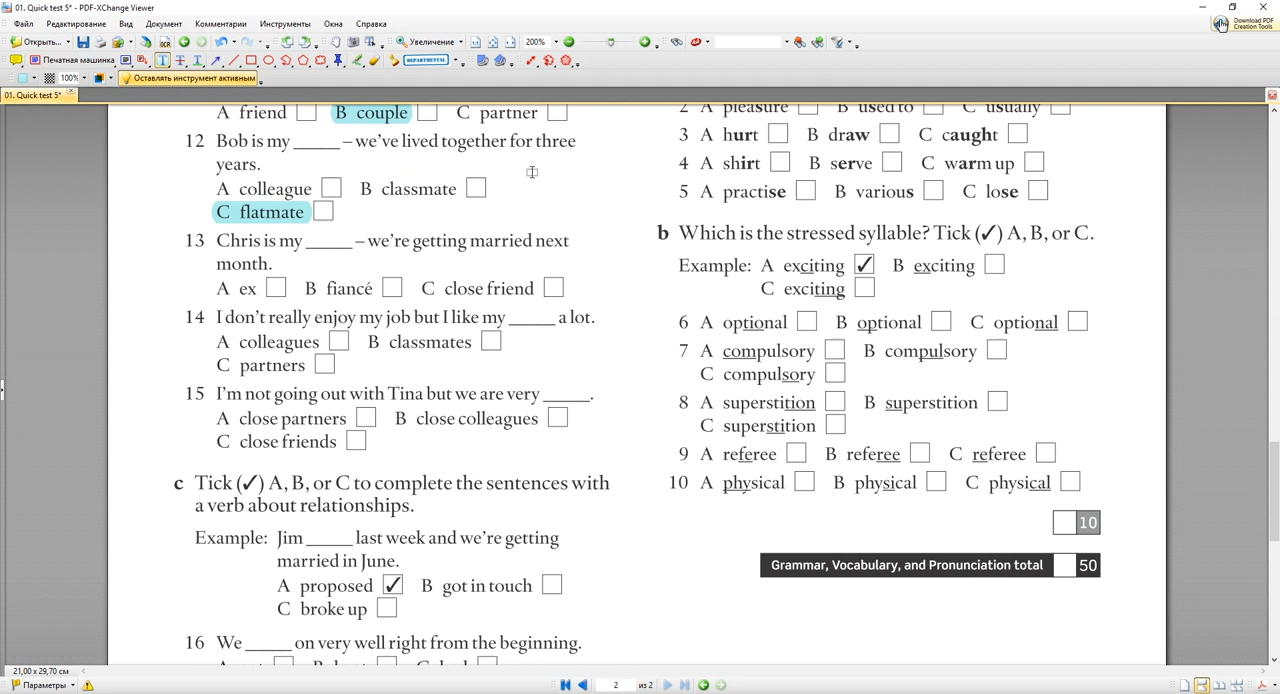 01. Quick test 5* - PDF-XChange Viewer
Файл Редактирование Вид Документ Комментарии Инструменты Окна Справка
Download PDF
Creation Tools
Открыть... OCR Увеличение 200%
Печатная машинка DEPARTMENTAL
100% Оставлять инструмент активным
01. Quick test 5*
A friend B couple C partner
12 Bob is my _____ – we’ve lived together for three
years.
A colleague B classmate
C flatmate
13 Chris is my _____ – we’re getting married next
month.
A ex B fiancé C close friend
14 I don’t really enjoy my job but I like my _____ a lot.
A colleagues B classmates
C partners
15 I’m not going out with Tina but we are very _____.
A close partners B close colleagues
C close friends
c Tick (✓) A, B, or C to complete the sentences with
a verb about relationships.
Example: Jim _____ last week and we’re getting
married in June.
A proposed ✓ B got in touch
C broke up
16 We _____ on very well right from the beginning.
2 A pleasure B used to C usually
3 A hurt B draw C caught
4 A shirt B serve C warm up
5 A practise B various C lose
b Which is the stressed syllable? Tick (✓) A, B, or C.
Example: A exciting ✓ B exciting
C exciting
6 A optional B optional C optional
7 A compulsory B compulsory
C compulsory
8 A superstition B superstition
C superstition
9 A referee B referee C referee
10 A physical B physical C physical
10
Grammar, Vocabulary, and Pronunciation total 50
21,00 x 29,70 см
Параметры 2 из 2